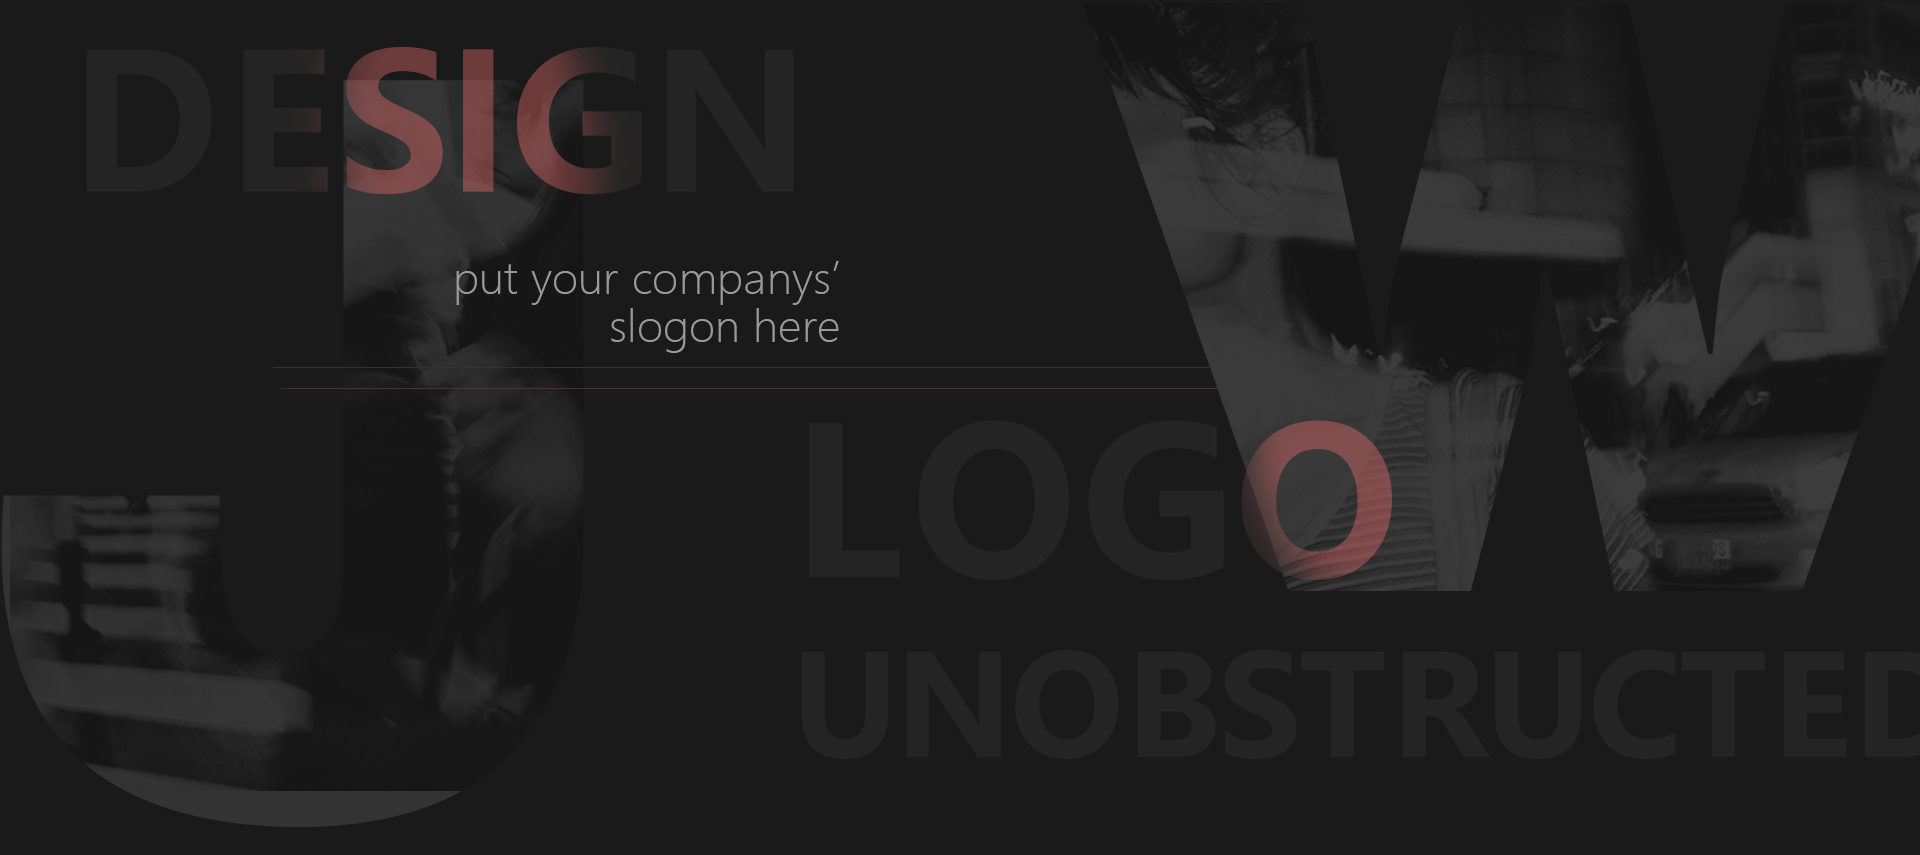 DESIGN
J
W
put your companys’
slogon here
LOGO
UNOBSTRUCTED